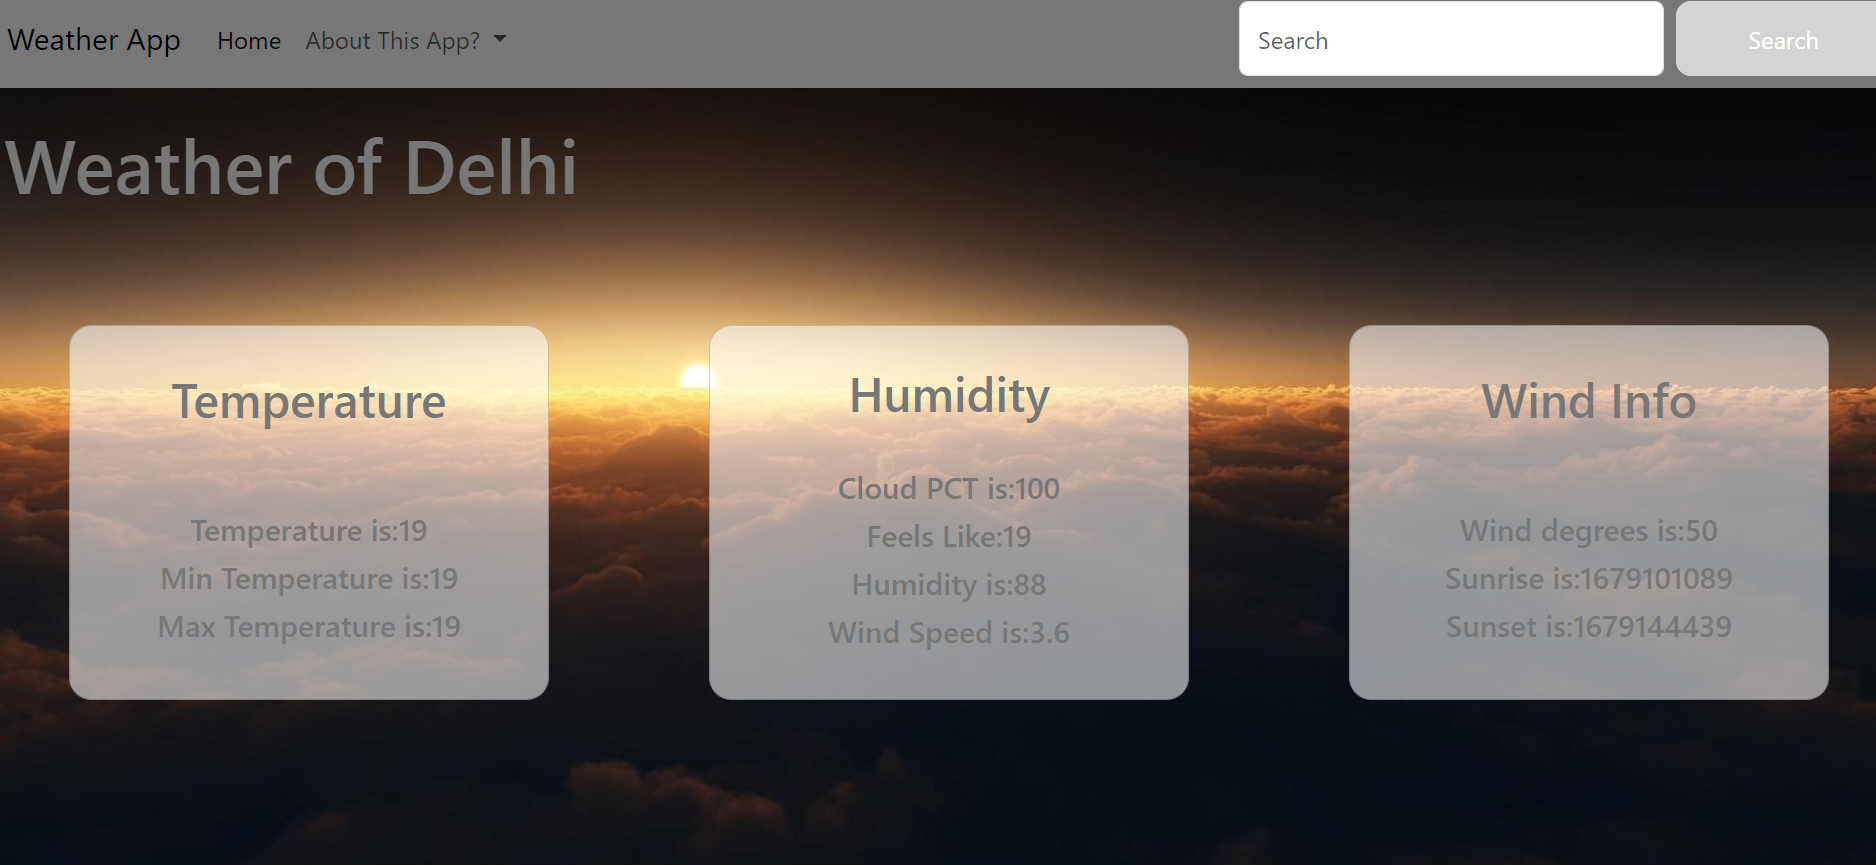 Weather App Home About This App? Search Search
Weather of Delhi
Temperature
Temperature is:19
Min Temperature is:19
Max Temperature is:19
Humidity
Cloud PCT is:100
Feels Like:19
Humidity is:88
Wind Speed is:3.6
Wind Info
Wind degrees is:50
Sunrise is:1679101089
Sunset is:1679144439